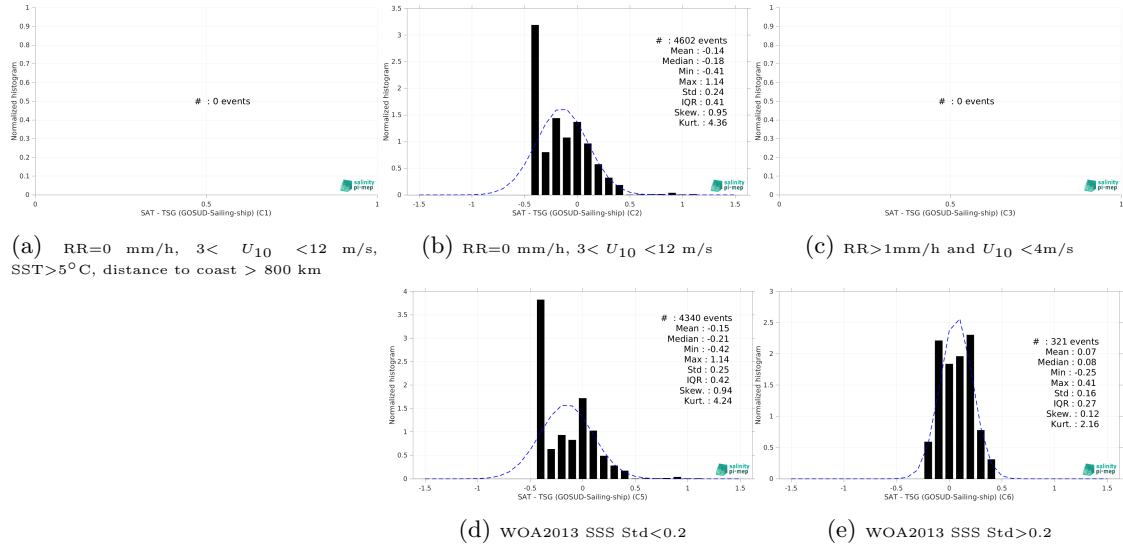 1
0.9
0.8
0.7
0.6
0.5
0.4
0.3
0.2
0.1
0
Normalized histogram
# : 0 events
salinity
pi-mep
0 0.5 1
SAT - TSG (GOSUD-Sailing-ship) (C1)
(a) RR=0 mm/h, 3< U10 <12 m/s,
SST>5°C, distance to coast > 800 km
3.5
3
2.5
2
1.5
1
0.5
0
Normalized histogram
# : 4602 events
Mean : -0.14
Median : -0.18
Min : -0.41
Max : 1.14
Std : 0.24
IQR : 0.41
Skew. : 0.95
Kurt. : 4.36
salinity
pi-mep
-1.5 -1 -0.5 0 0.5 1 1.5
SAT - TSG (GOSUD-Sailing-ship) (C2)
(b) RR=0 mm/h, 3< U10 <12 m/s
1
0.9
0.8
0.7
0.6
0.5
0.4
0.3
0.2
0.1
0
Normalized histogram
# : 0 events
salinity
pi-mep
0 0.5 1
SAT - TSG (GOSUD-Sailing-ship) (C3)
(c) RR>1mm/h and U10 <4m/s
4
3.5
3
2.5
2
1.5
1
0.5
0
Normalized histogram
# : 4340 events
Mean : -0.15
Median : -0.21
Min : -0.42
Max : 1.14
Std : 0.25
IQR : 0.42
Skew. : 0.94
Kurt. : 4.24
salinity
pi-mep
-1.5 -1 -0.5 0 0.5 1 1.5
SAT - TSG (GOSUD-Sailing-ship) (C5)
(d) WOA2013 SSS Std<0.2
3
2.5
2
1.5
1
0.5
0
Normalized histogram
# : 321 events
Mean : 0.07
Median : 0.08
Min : -0.25
Max : 0.41
Std : 0.16
IQR : 0.27
Skew. : 0.12
Kurt. : 2.16
salinity
pi-mep
-1.5 -1 -0.5 0 0.5 1 1.5
SAT - TSG (GOSUD-Sailing-ship) (C6)
(e) WOA2013 SSS Std>0.2